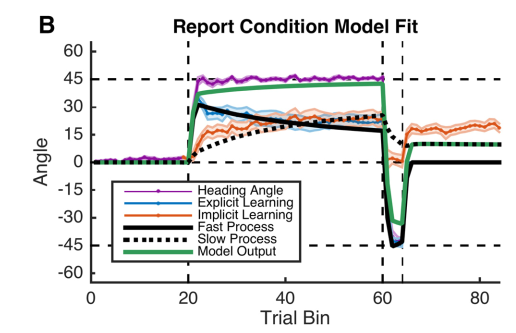 B
Report Condition Model Fit
60
45
30
15
0
-15
-30
-45
-60
Angle
Heading Angle
Explicit Learning
Implicit Learning
Fast Process
Slow Process
Model Output
0 20 40 60 80
Trial Bin